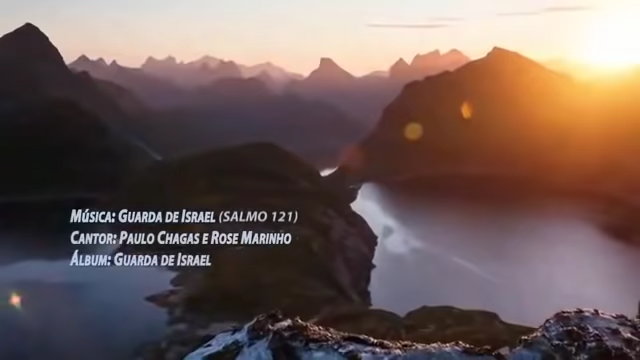 Música: Guarda de Israel (SALMO 121)
Cantor: Paulo Chagas e Rose Marinho
Álbum: Guarda de Israel